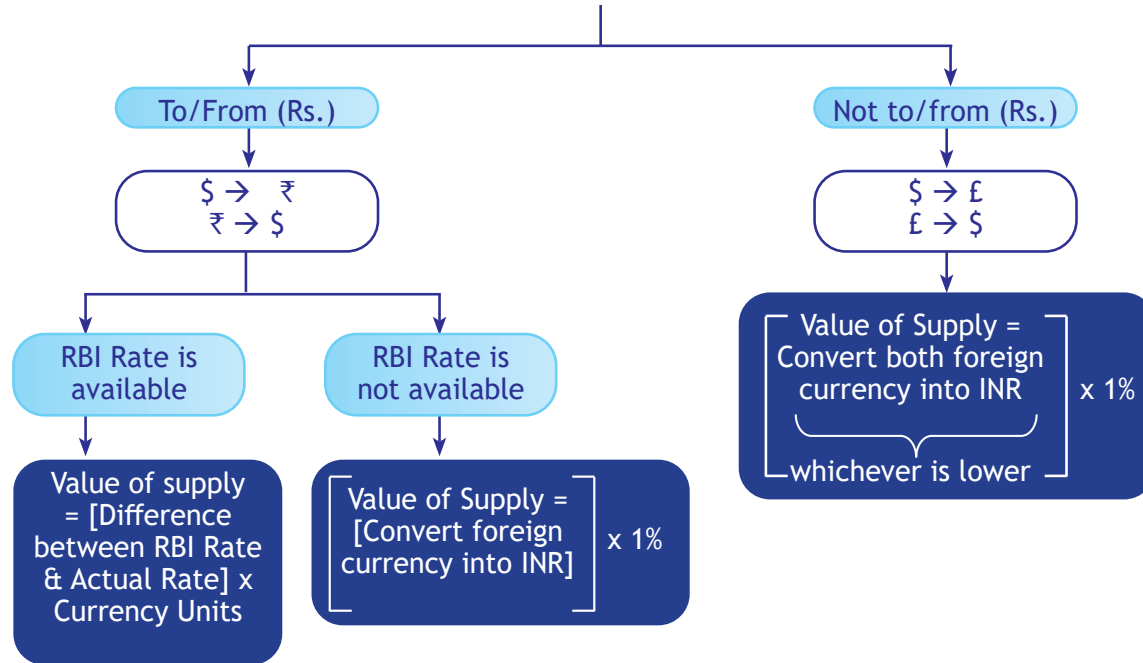 To/From (Rs.)
$ → ₹
₹ → $
RBI Rate is
available
Value of supply
= [Difference
between RBI Rate
& Actual Rate] x
Currency Units
RBI Rate is
not available
Value of Supply =
[Convert foreign
currency into INR]
x 1%
Not to/from (Rs.)
$ → £
£ → $
Value of Supply =
Convert both foreign
currency into INR
whichever is lower
x 1%